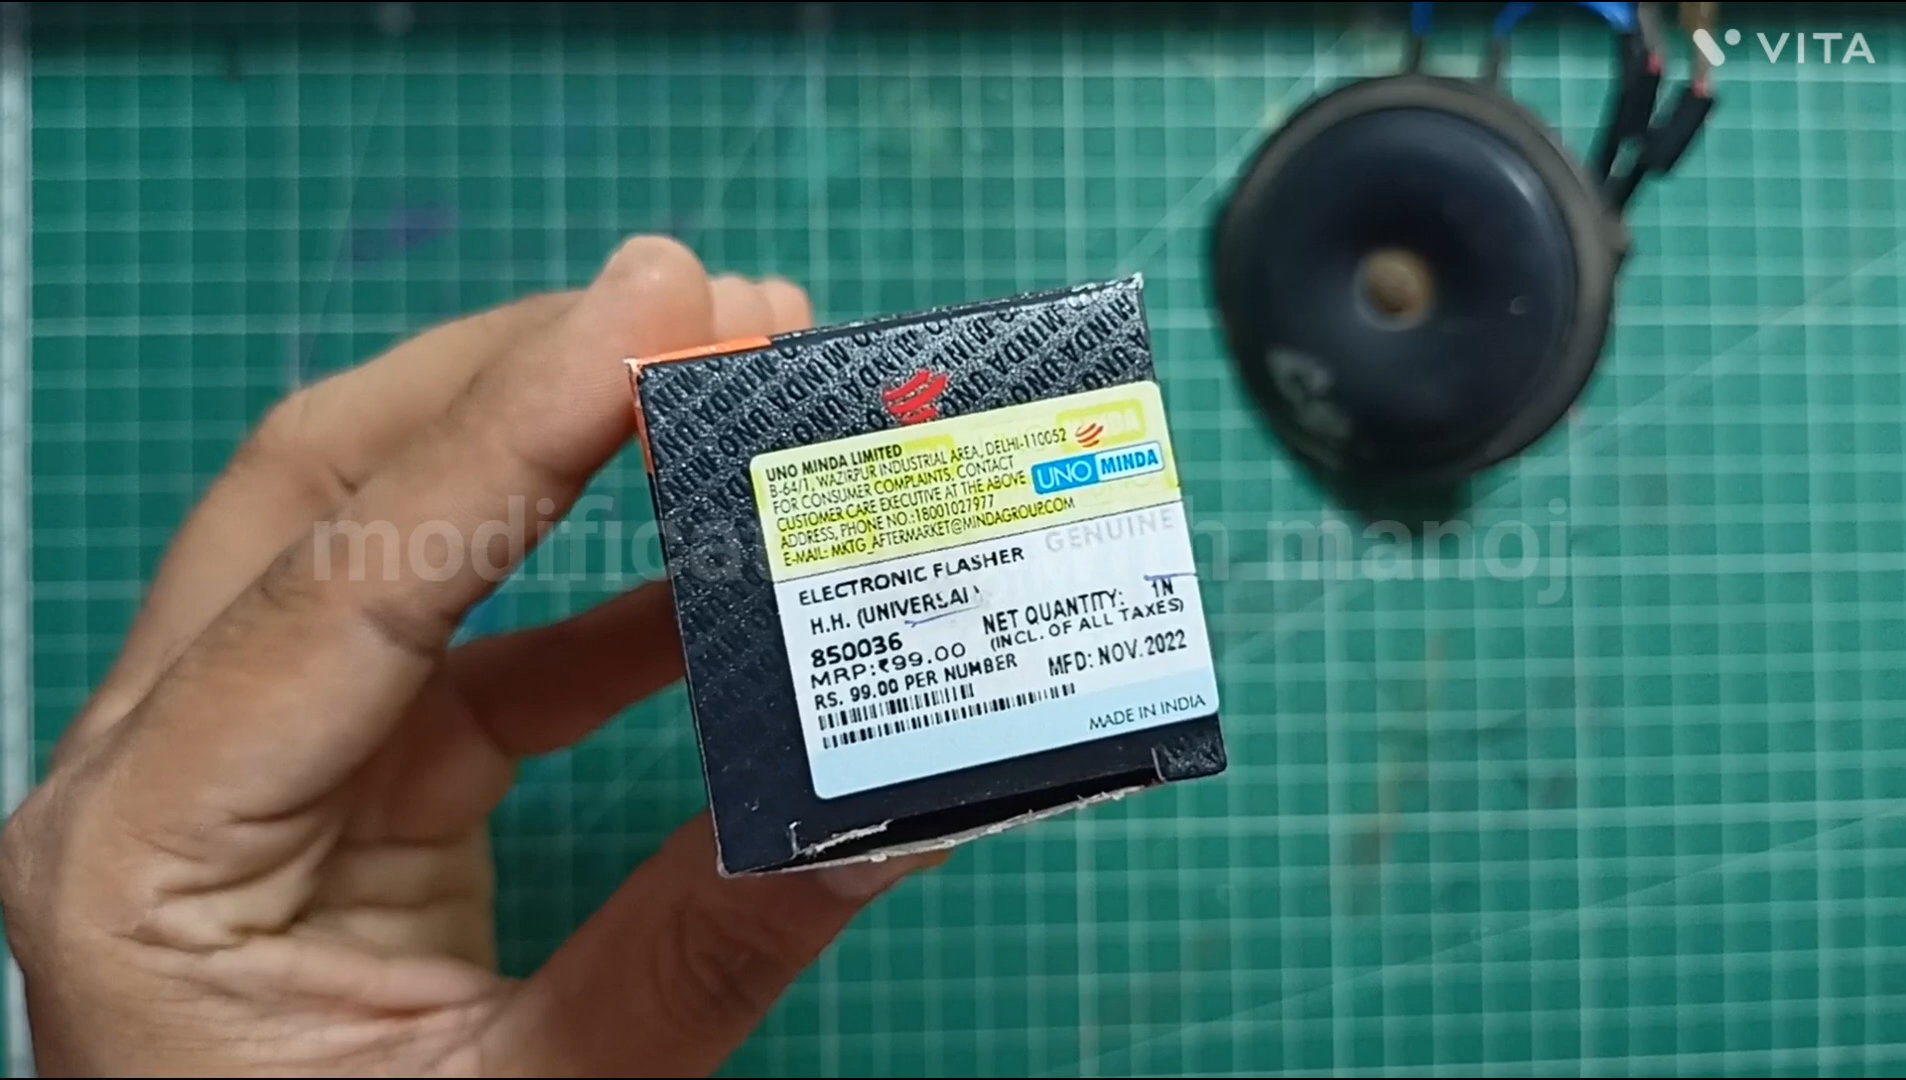 VITA
UNO MINDA LIMITED
B-64/1, WAZIRPUR INDUSTRIAL AREA, DELHI-110052
FOR CONSUMER COMPLAINTS, CONTACT
CUSTOMER CARE EXECUTIVE AT THE ABOVE
ADDRESS, PHONE NO.:18001027977
E-MAIL: MKTG_AFTERMARKET@MINDAGROUP.COM
UNO MINDA
GENUINE
modifica with manoj
ELECTRONIC FLASHER
H.H. (UNIVERSAL)
850036
NET QUANTITY: 1N
MRP:₹99.00
(INCL. OF ALL TAXES)
RS. 99.00 PER NUMBER
MFD: NOV.2022
MADE IN INDIA